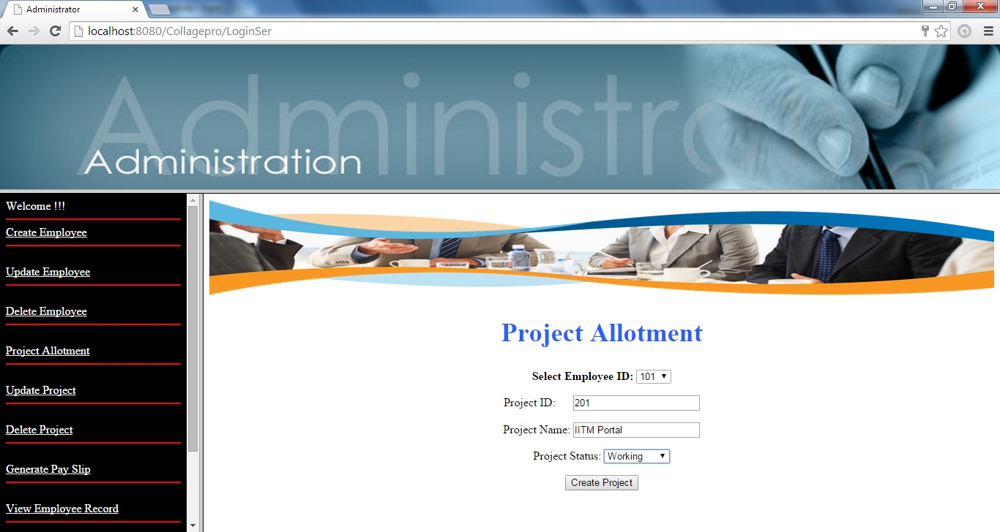 Administrator
localhost:8080/Collagepro/LoginSer
Administration
Administration
Welcome !!!
Create Employee
Update Employee
Delete Employee
Project Allotment
Update Project
Delete Project
Generate Pay Slip
View Employee Record
Project Allotment
Select Employee ID: 101
Project ID: 201
Project Name: IITM Portal
Project Status: Working
Create Project